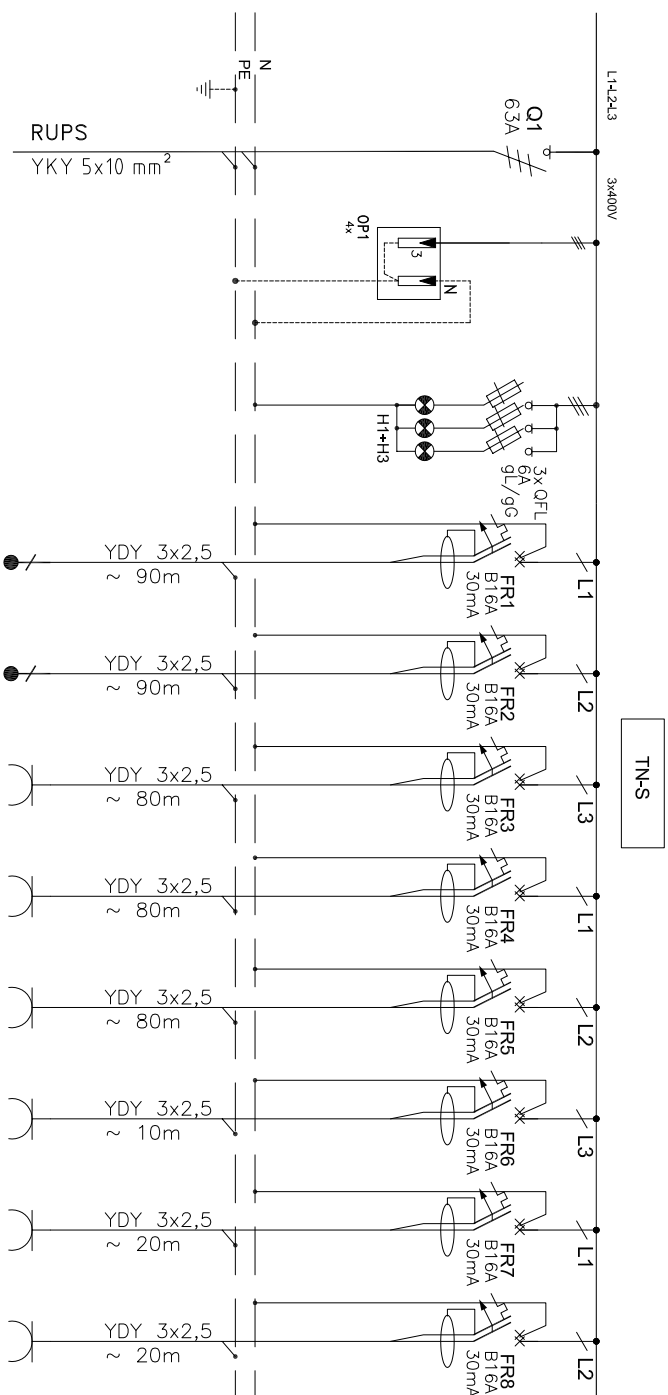 L1-L2-L3
3x400V
TN-S
N
PE
RUPS
YKY 5x10 mm²
Q1
63A
OP1
4x
3
N
H1÷H3
3x QFL
6A
gL/gG
L1
FR1
B16A
30mA
YDY 3x2,5
~ 90m
L2
FR2
B16A
30mA
YDY 3x2,5
~ 90m
L3
FR3
B16A
30mA
YDY 3x2,5
~ 80m
L1
FR4
B16A
30mA
YDY 3x2,5
~ 80m
L2
FR5
B16A
30mA
YDY 3x2,5
~ 80m
L3
FR6
B16A
30mA
YDY 3x2,5
~ 10m
L1
FR7
B16A
30mA
YDY 3x2,5
~ 20m
L2
FR8
B16A
30mA
YDY 3x2,5
~ 20m